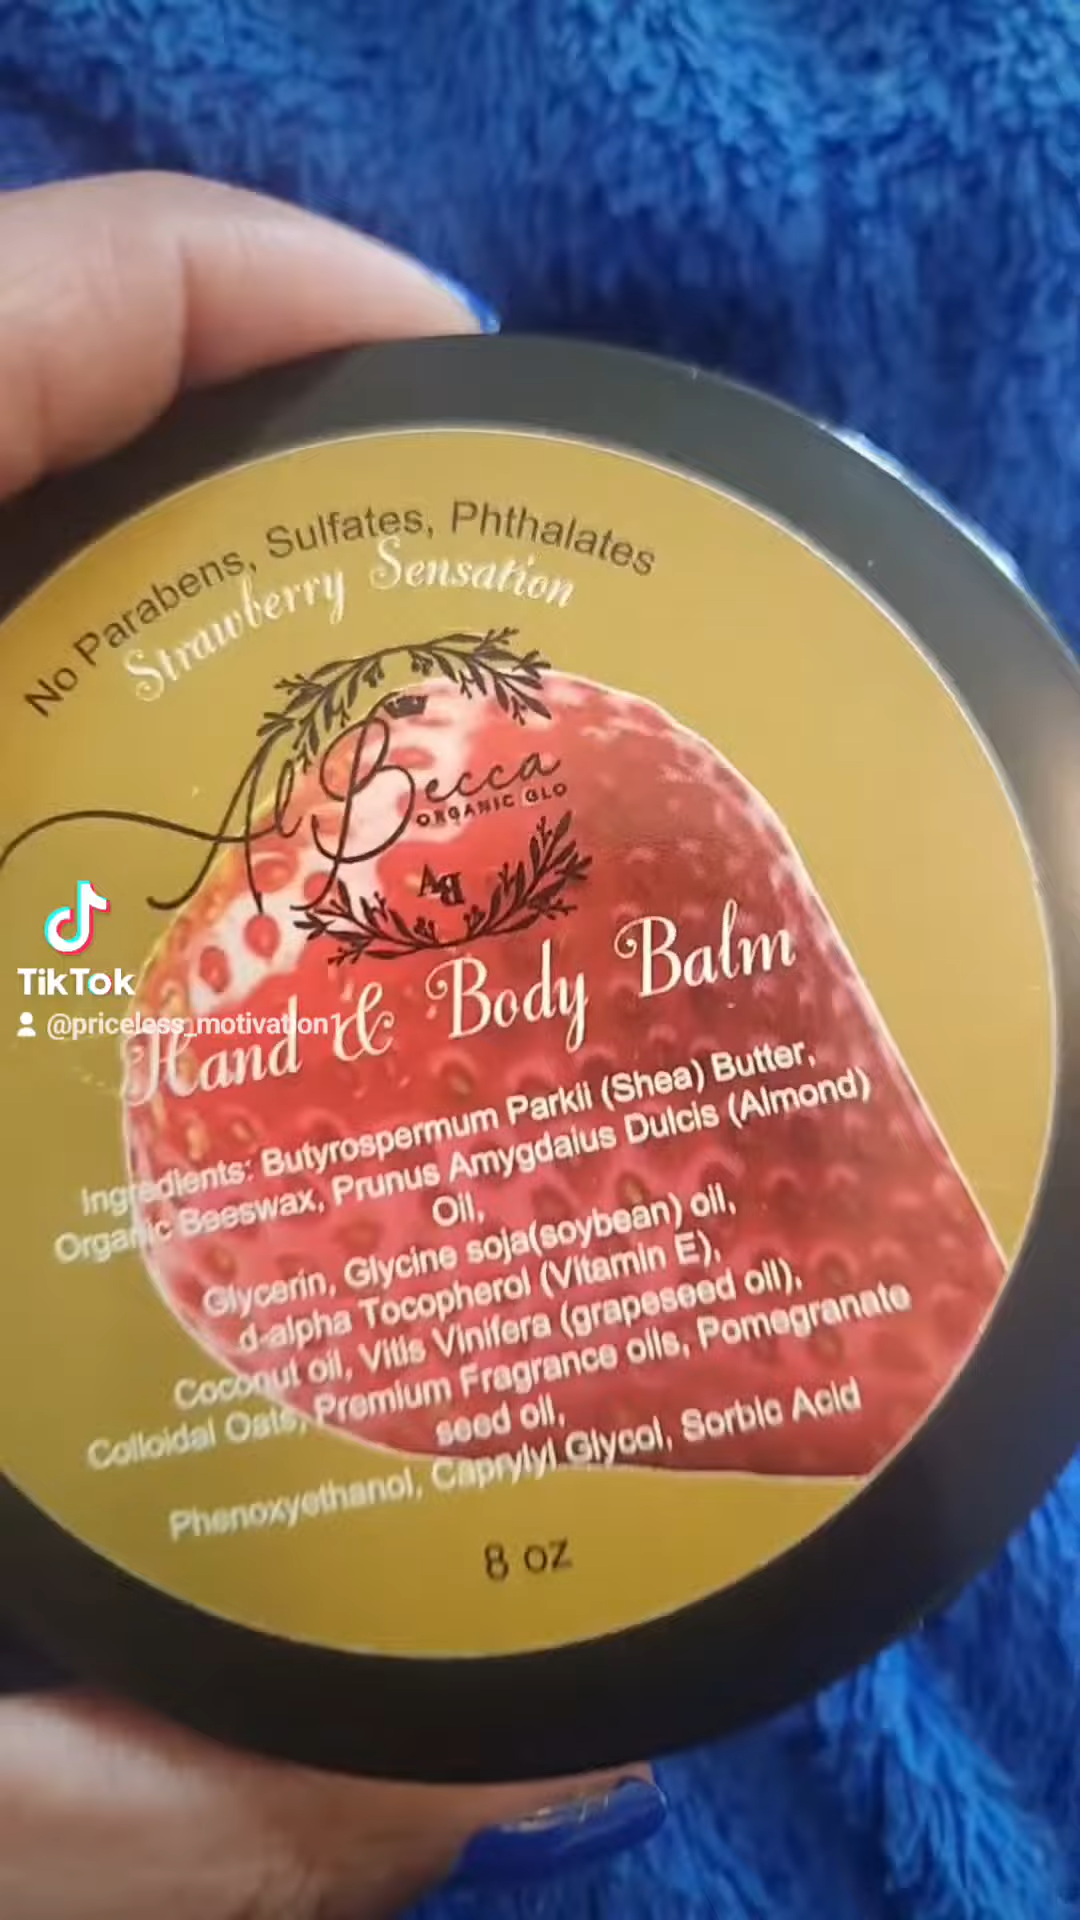 No Parabens, Sulfates, Phthalates
Strawberry Sensation
Al Becca
ORGANIC GLO
AB
TikTok
@priceless_motivation1
Hand & Body Balm
Ingredients: Butyrospermum Parkii (Shea) Butter,
Organic Beeswax, Prunus Amygdalus Dulcis (Almond)
Oil,
Glycerin, Glycine soja(soybean) oil,
d-alpha Tocopherol (Vitamin E),
Coconut oil, Vitis Vinifera (grapeseed oil),
Colloidal Oats, Premium Fragrance oils, Pomegranate
seed oil,
Phenoxyethanol, Caprylyl Glycol, Sorbic Acid
8 oz